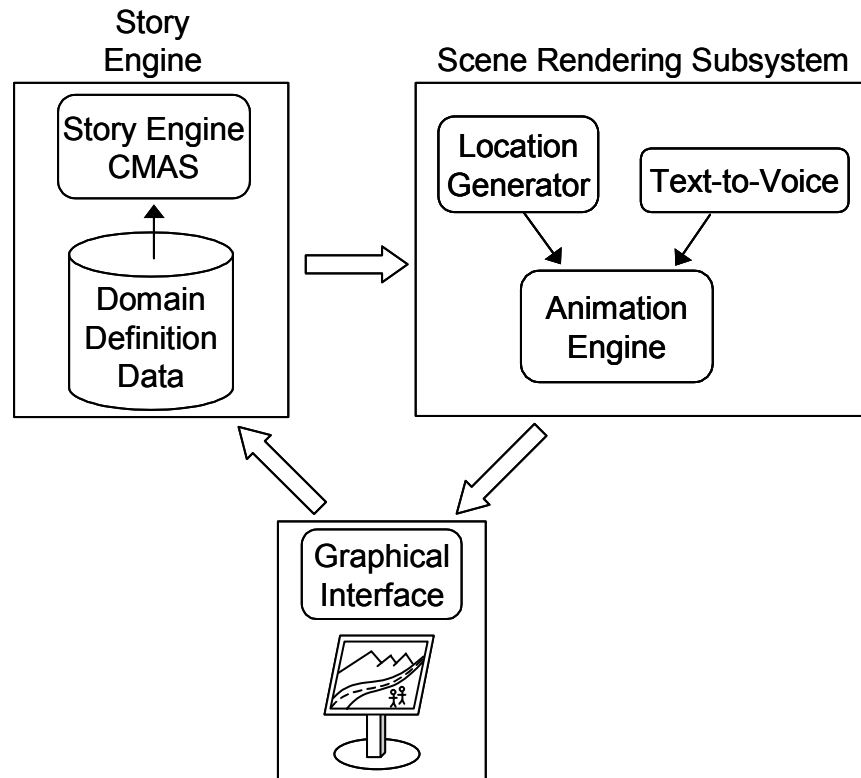 Story
Engine
Story Engine
CMAS
Domain
Definition
Data
Scene Rendering Subsystem
Location
Generator
Text-to-Voice
Animation
Engine
Graphical
Interface